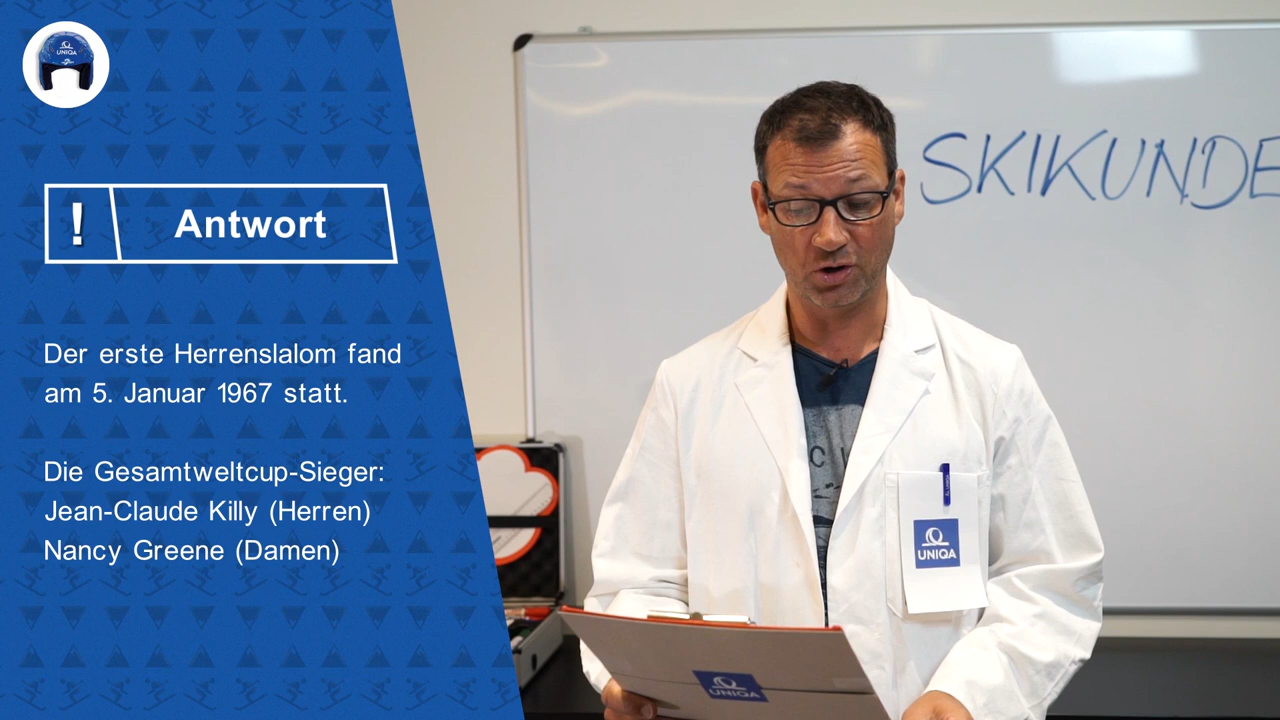 UNIQA
! Antwort
Der erste Herrenslalom fand
am 5. Januar 1967 statt.
Die Gesamtweltcup-Sieger:
Jean-Claude Killy (Herren)
Nancy Greene (Damen)
SKIKUNDE
UNIQA
UNIQA